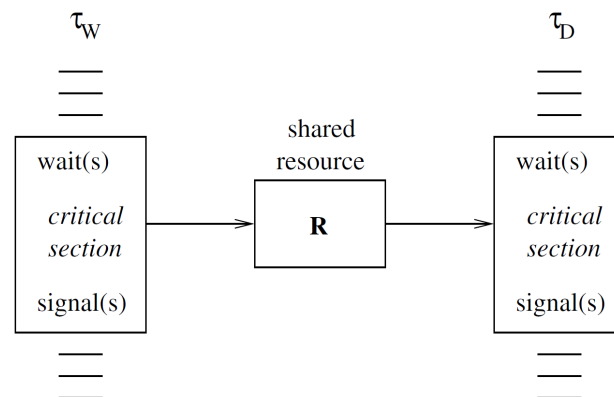 τW
τD
shared
resource
wait(s)
critical
section
signal(s)
R
wait(s)
critical
section
signal(s)